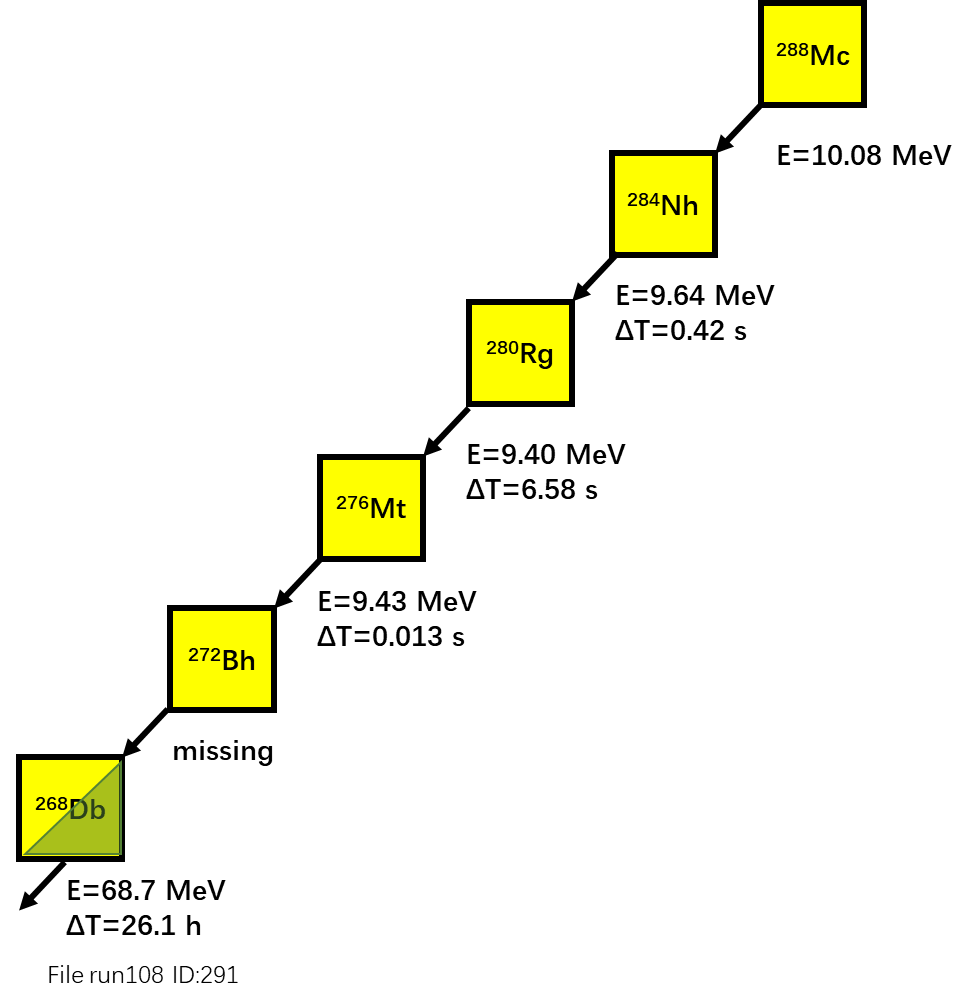 ²⁸⁸Mc
E=10.08 MeV
²⁸⁴Nh
E=9.64 MeV
ΔT=0.42 s
²⁸⁰Rg
E=9.40 MeV
ΔT=6.58 s
²⁷⁶Mt
E=9.43 MeV
ΔT=0.013 s
²⁷²Bh
missing
²⁶⁸Db
E=68.7 MeV
ΔT=26.1 h
File run108 ID:291